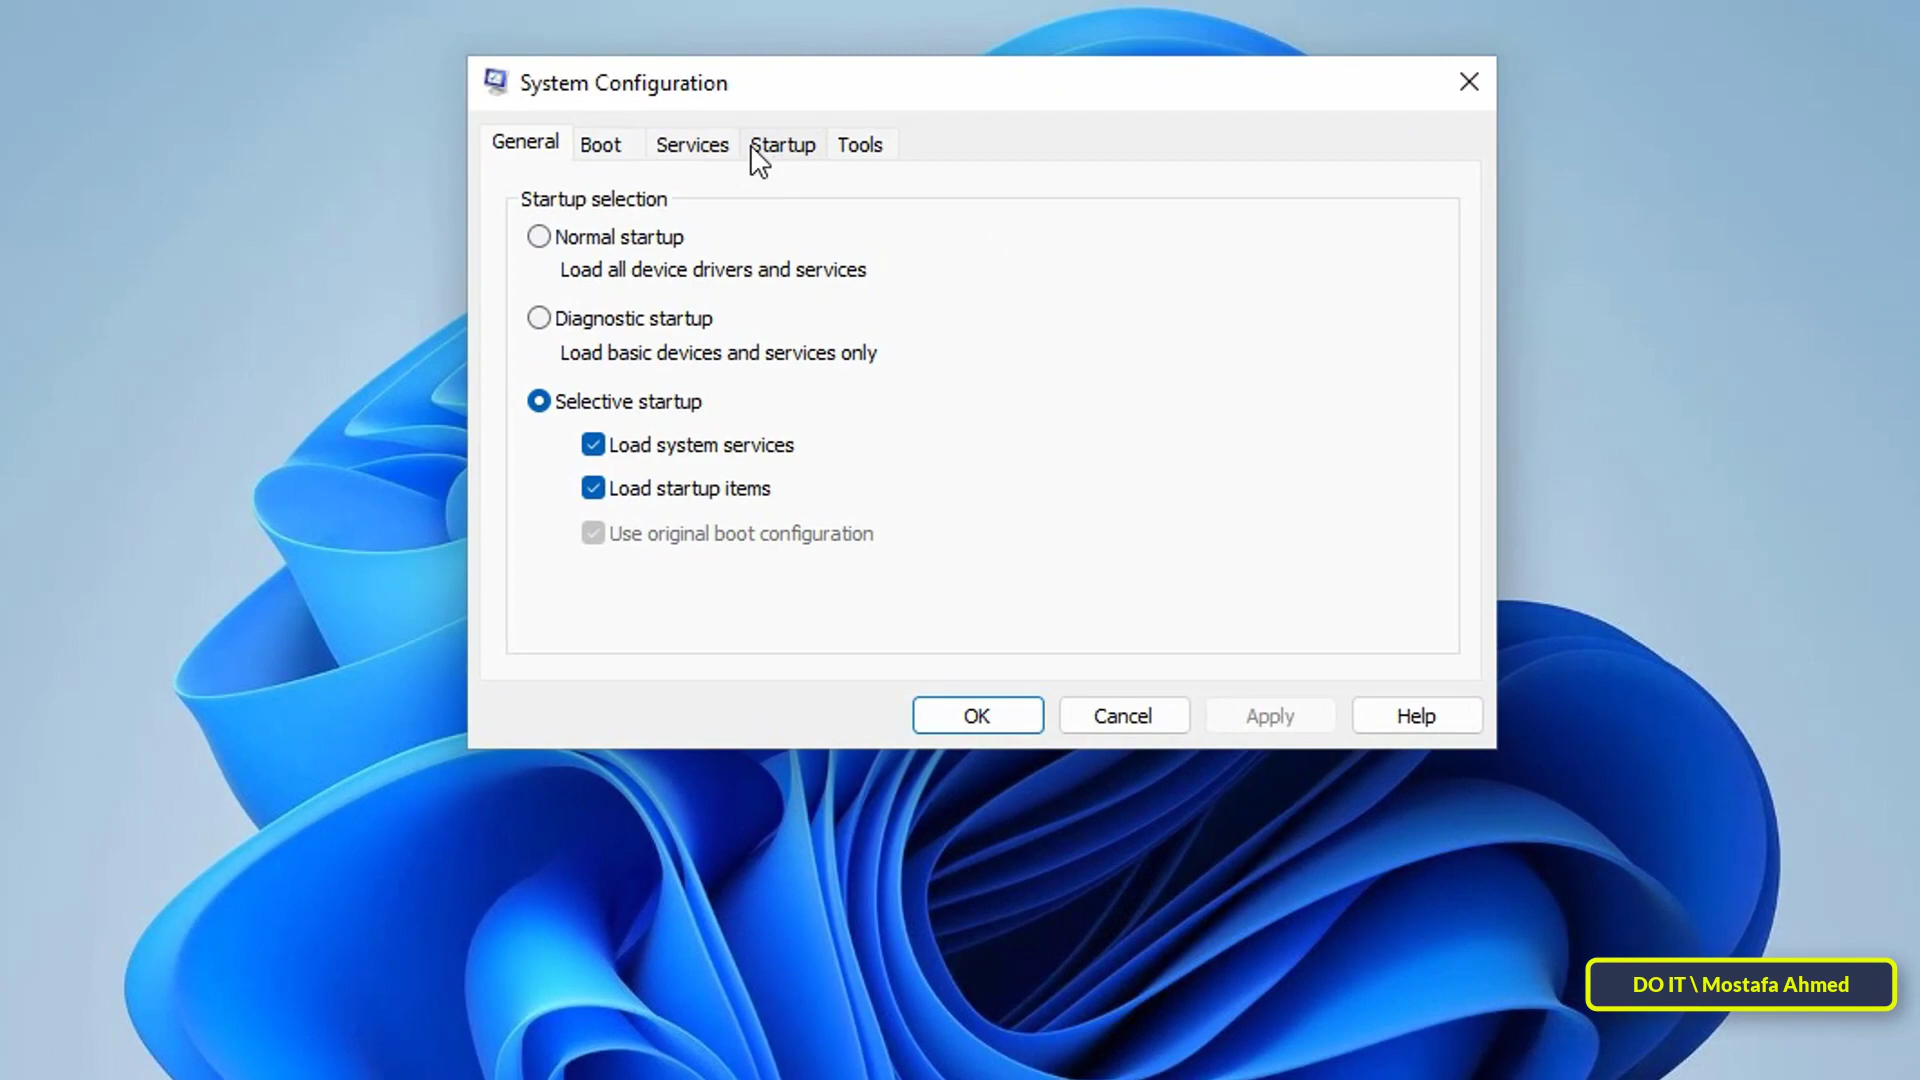 System Configuration
General Boot Services Startup Tools
Startup selection
Normal startup
Load all device drivers and services
Diagnostic startup
Load basic devices and services only
Selective startup
Load system services
Load startup items
Use original boot configuration
OK Cancel Apply Help
DO IT \ Mostafa Ahmed